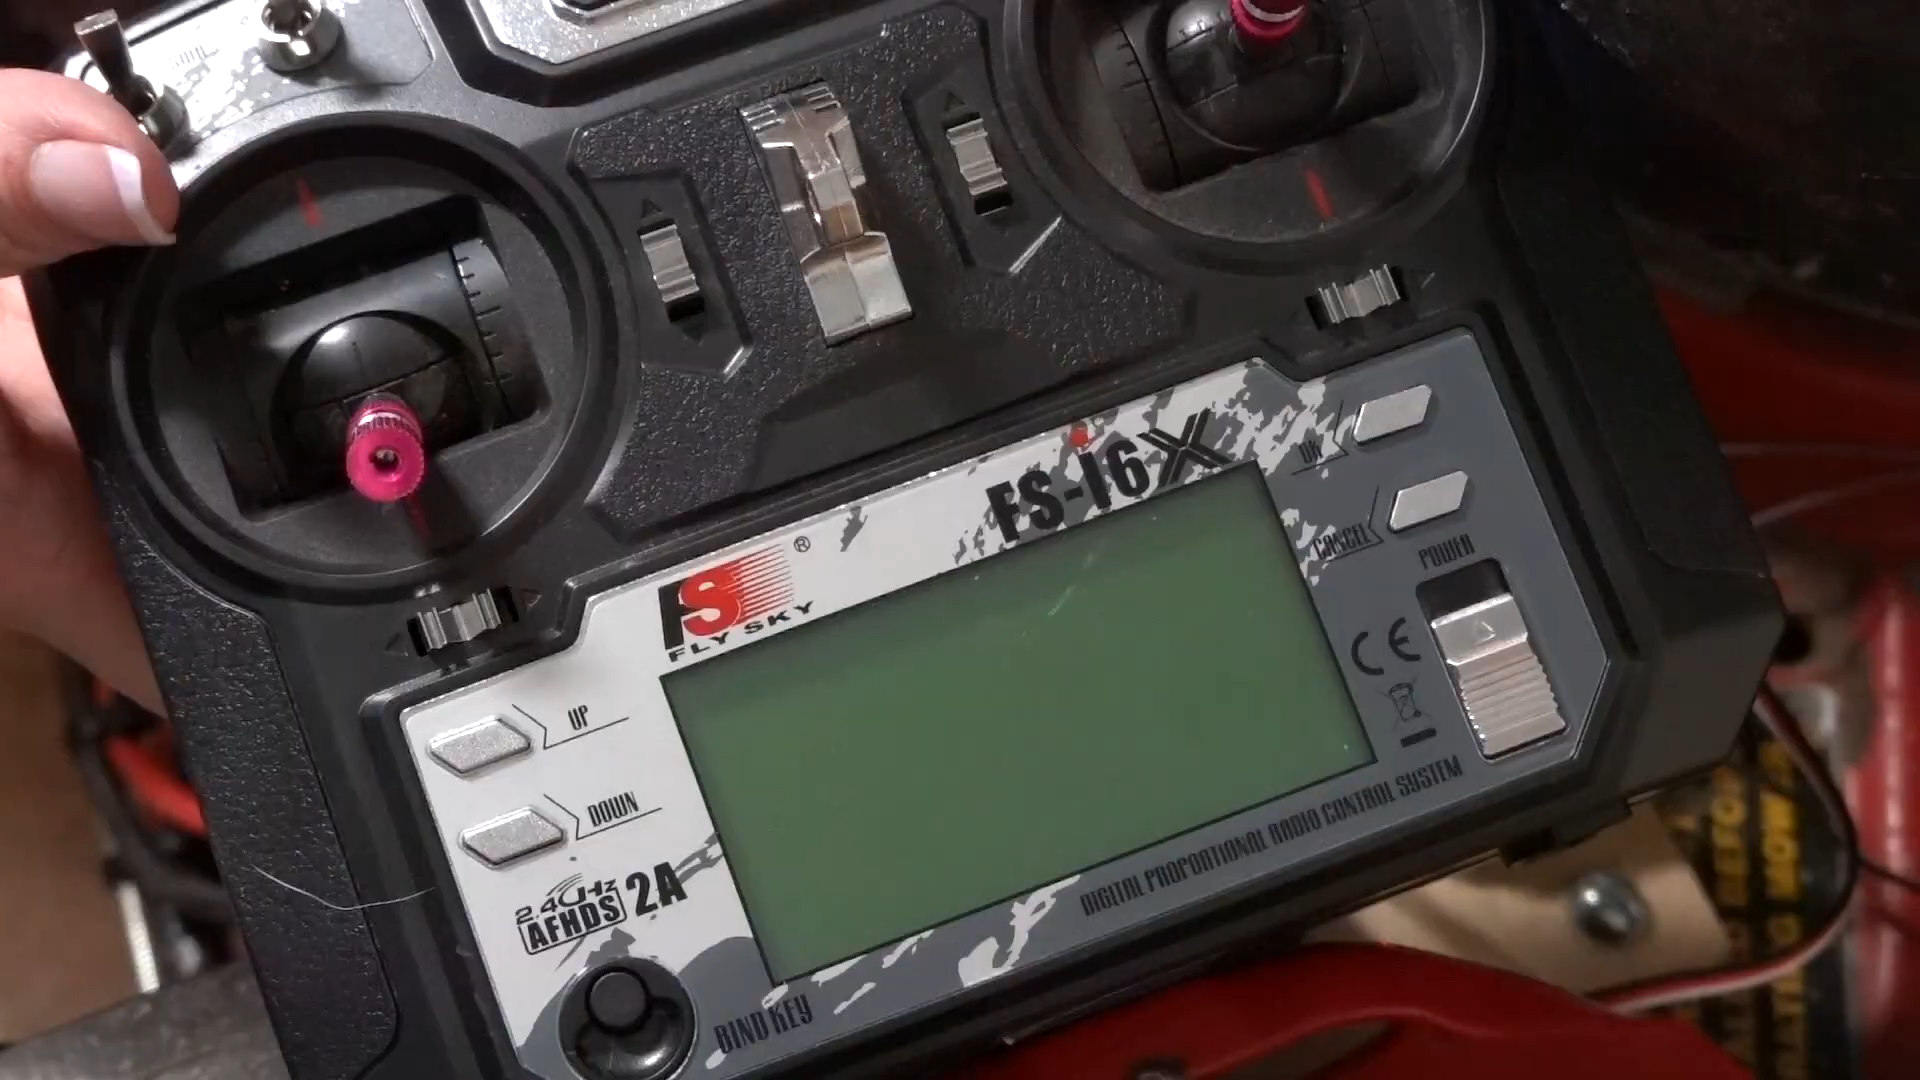 FS-i6X
OK
CANCEL
POWER
FS®
FLY SKY
CE
UP
DOWN
2.4GHz
AFHDS 2A
DIGITAL PROPORTIONAL RADIO CONTROL SYSTEM
BIND KEY